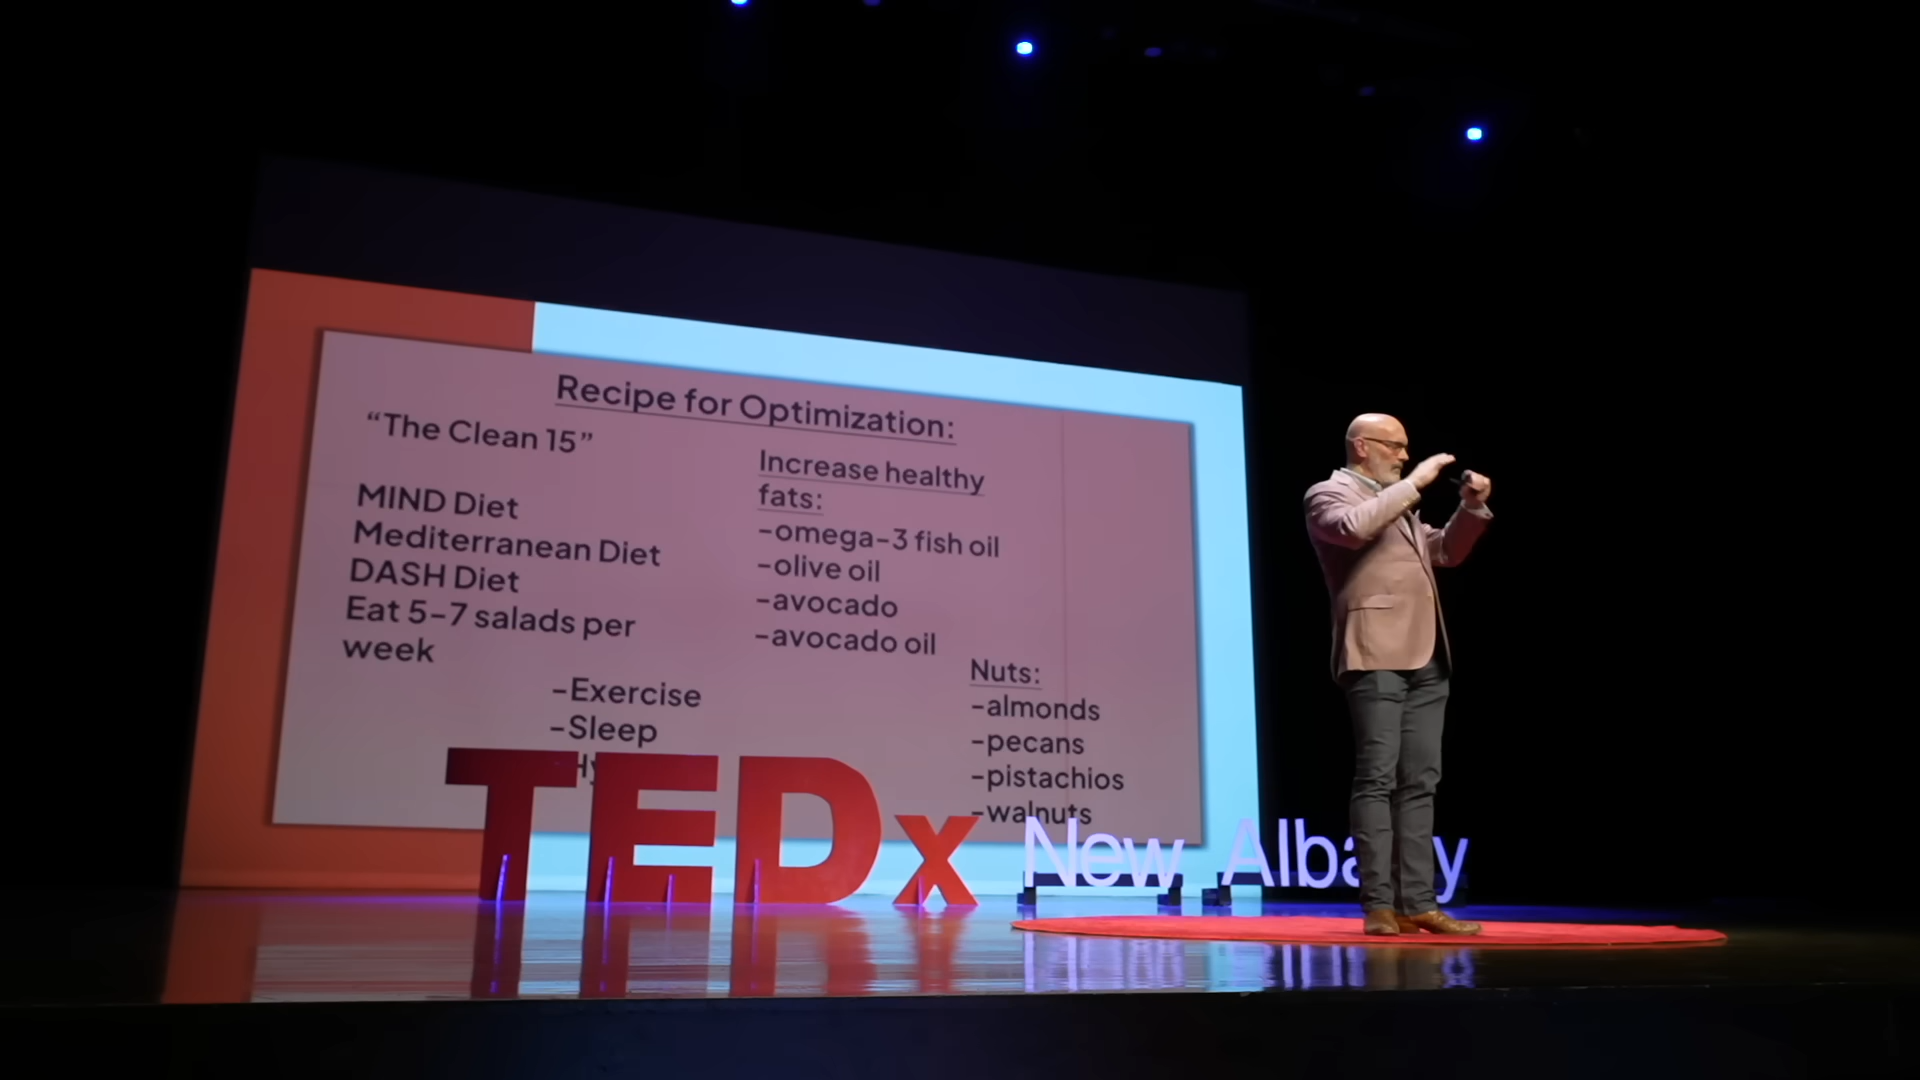 Recipe for Optimization:
“The Clean 15”
MIND Diet
Mediterranean Diet
DASH Diet
Eat 5–7 salads per
week
–Exercise
–Sleep
Increase healthy
fats:
–omega–3 fish oil
–olive oil
–avocado
–avocado oil
Nuts:
–almonds
–pecans
–pistachios
–walnuts
TEDx New